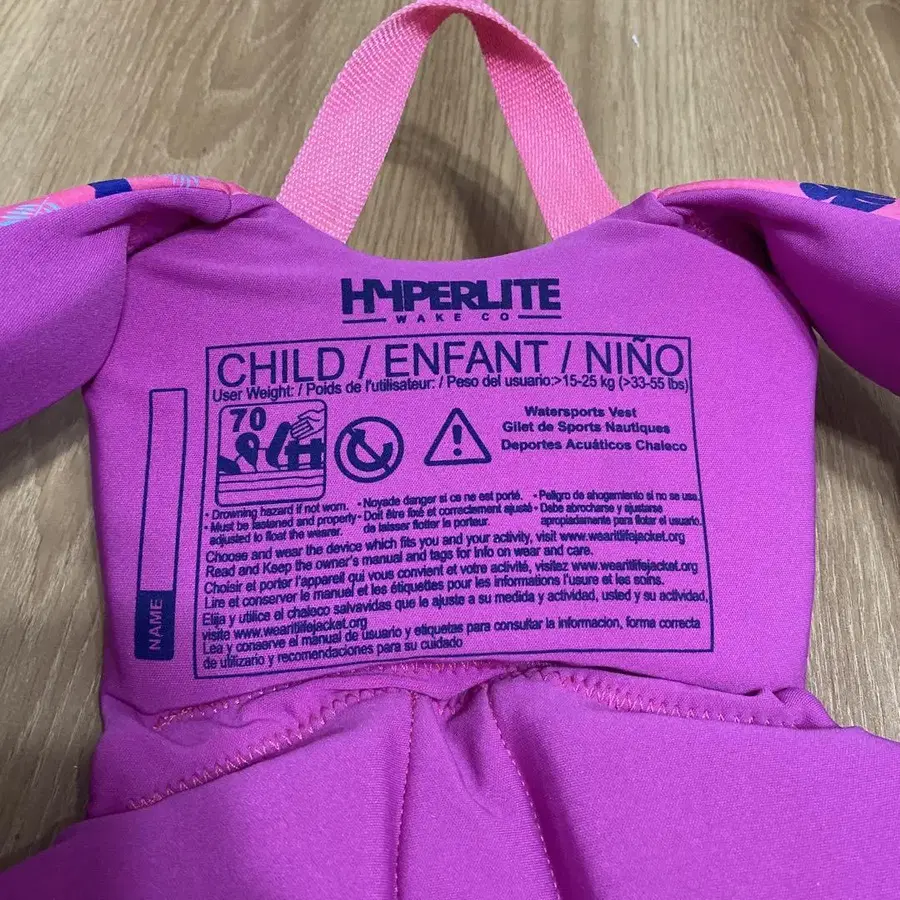 HYPERLITE
WAKE CO
CHILD / ENFANT / NIÑO
User Weight: / Poids de l'utilisateur: / Peso del usuario:>15-25 kg (>33-55 lbs)
70
Watersports Vest
Gilet de Sports Nautiques
Deportes Acuáticos Chaleco
• Drowning hazard if not worn.
• Must be fastened and properly
adjusted to float the wearer.
• Noyade danger si ce ne est porté.
• Doit être fixé et correctement ajusté
de laisser flotter le porteur.
• Peligro de ahogamiento si no se usa
• Debe abrocharse y ajustarse
apropiadamente para flotar el usuario.
Choose and wear the device which fits you and your activity, visit www.wearitlifejacket.org
Read and Keep the owner's manual and tags for info on wear and care.
Choisir et porter l'appareil qui vous convient et votre activité, visitez www.wearitlifejacket.org
Lire et conserver le manuel et les étiquettes pour les informations l'usure et les soins.
Elija y utilice el chaleco salvavidas que le ajuste a su medida y actividad, usted y su actividad,
visite www.wearitlifejacket.org
Lea y conserve el manual de usuario y etiquetas para consultar la informacion, forma correcta
de utilizario y recomendaciones para su cuidado
NAME